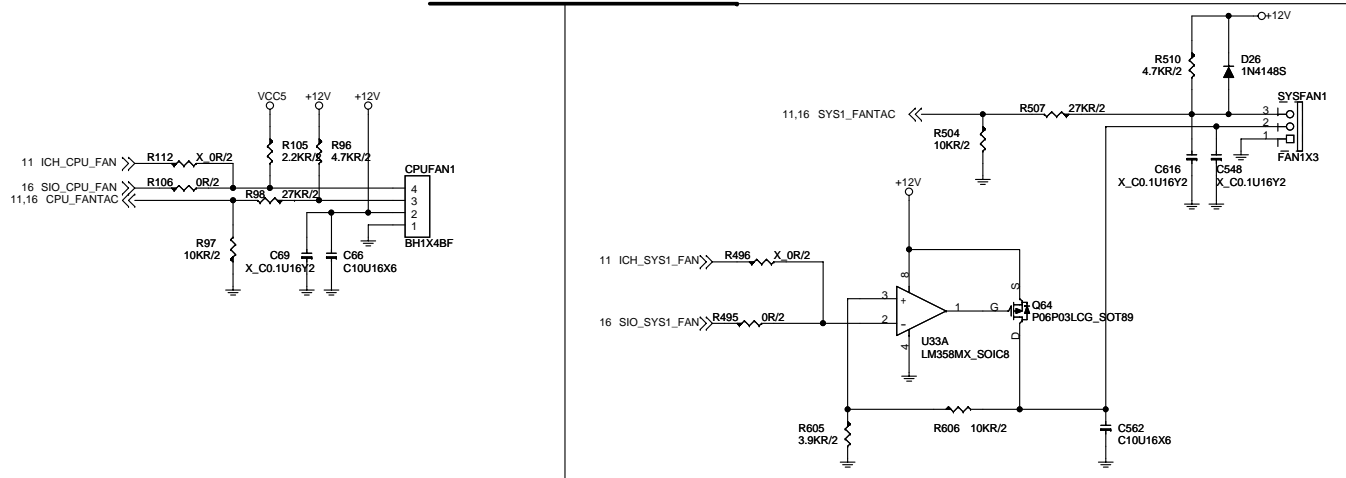 VCC5 +12V +12V
R105
2.2KR/2
R96
4.7KR/2
11 ICH_CPU_FAN R112 X_0R/2
16 SIO_CPU_FAN R106 0R/2
11,16 CPU_FANTAC R98 27KR/2
CPUFAN1
4
3
2
1
BH1X4BF
R97
10KR/2
C69
X_C0.1U16Y2
C66
C10U16X6
+12V
R510
4.7KR/2
D26
1N4148S
SYSFAN1
3
2
1
FAN1X3
11,16 SYS1_FANTAC R507 27KR/2
R504
10KR/2
C616
X_C0.1U16Y2
C548
X_C0.1U16Y2
+12V
11 ICH_SYS1_FAN R496 X_0R/2
16 SIO_SYS1_FAN R495 0R/2
8
3 +
2 -
1
4
U33A
LM358MX_SOIC8
G
S
D
Q64
P06P03LCG_SOT89
R605
3.9KR/2
R606 10KR/2
C562
C10U16X6